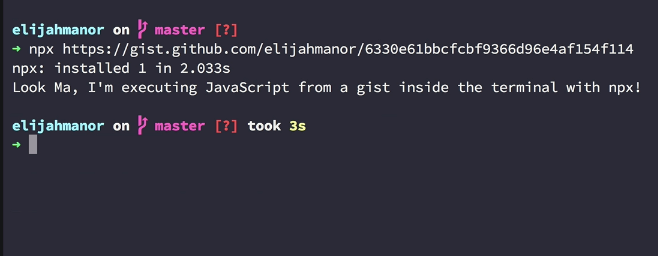 elijahmanor on master [?]
→ npx https://gist.github.com/elijahmanor/6330e61bbcfcbf9366d96e4af154f114
npx: installed 1 in 2.033s
Look Ma, I'm executing JavaScript from a gist inside the terminal with npx!
elijahmanor on master [?] took 3s
→